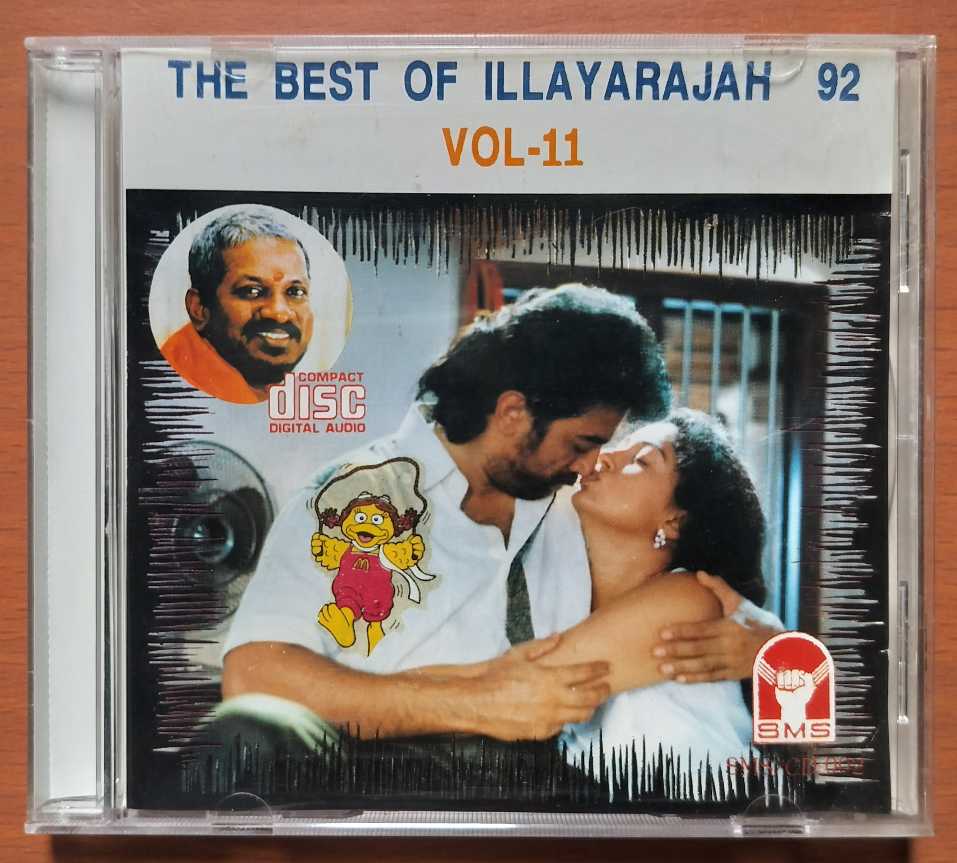 THE BEST OF ILLAYARAJAH 92
VOL-11
COMPACT
disc
DIGITAL AUDIO
M
SMS